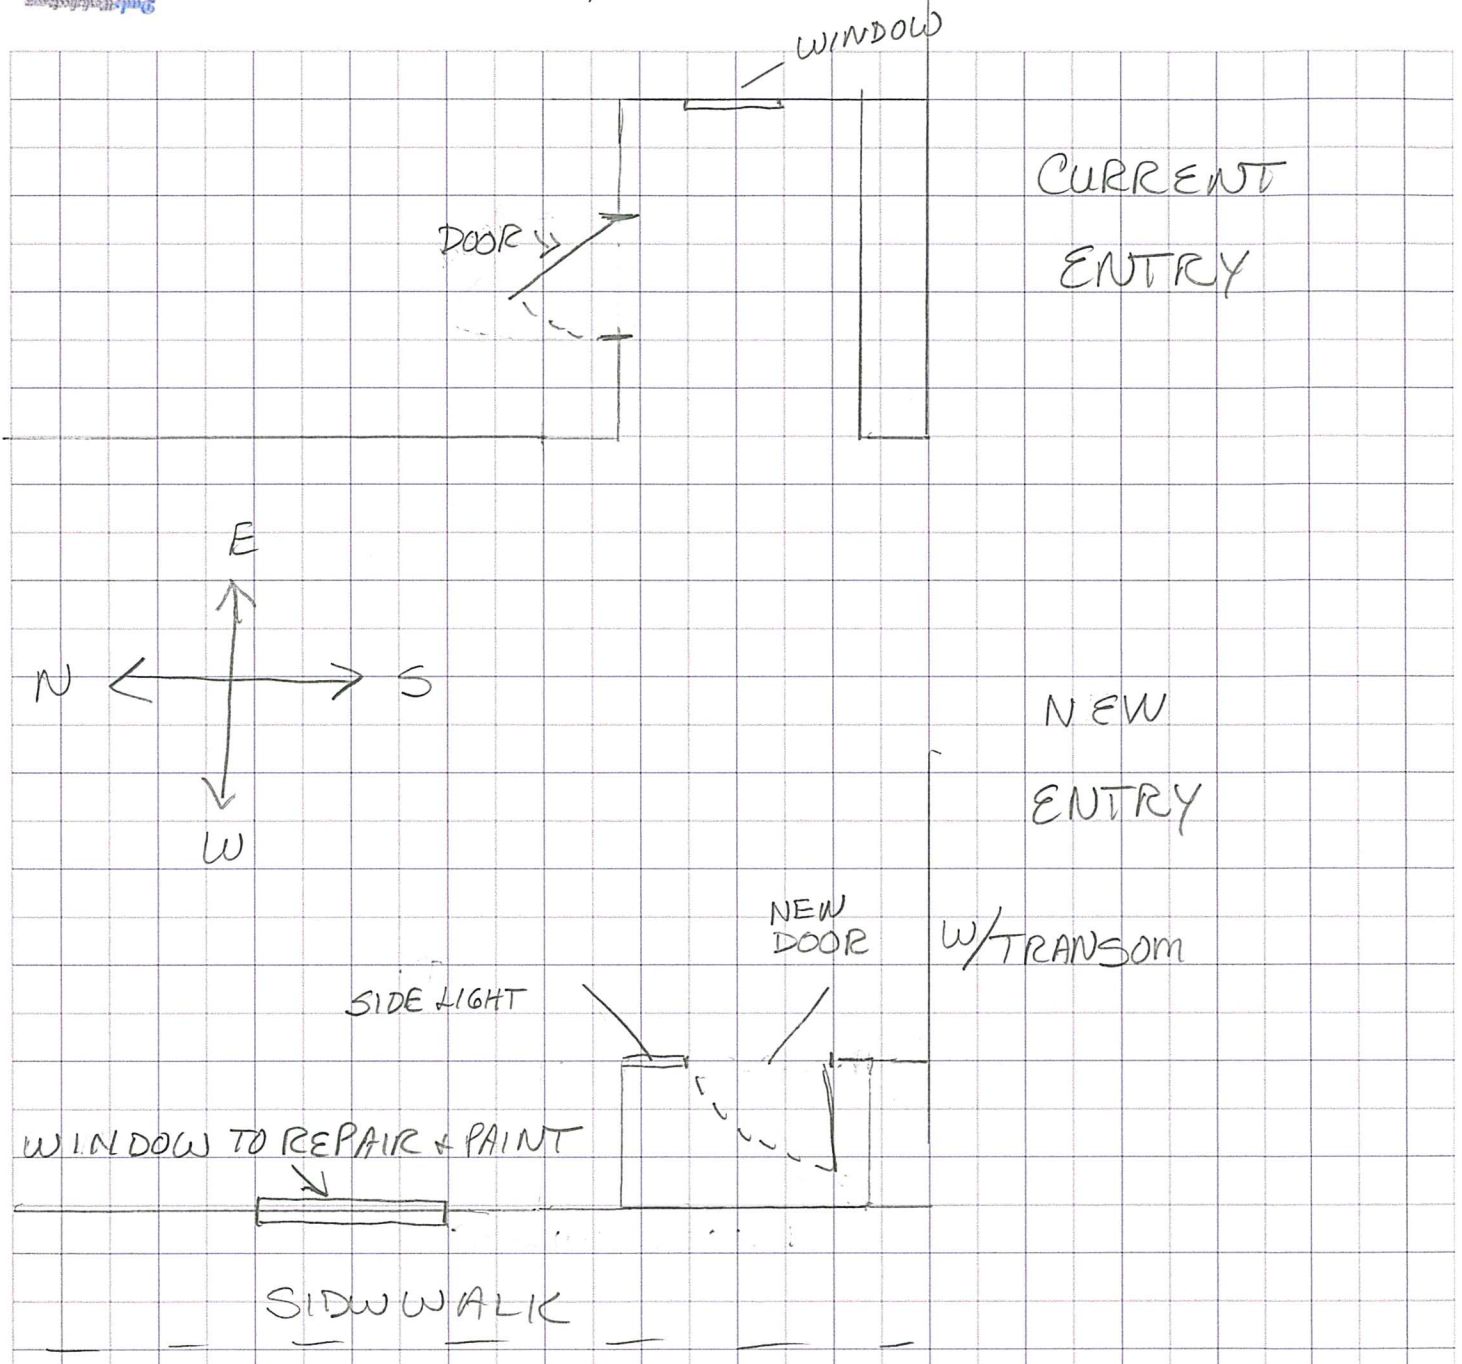 WINDOW
CURRENT
ENTRY
DOOR
E
N
S
W
NEW
ENTRY
NEW
DOOR
W/TRANSOM
SIDE LIGHT
WINDOW TO REPAIR & PAINT
SIDWWALK